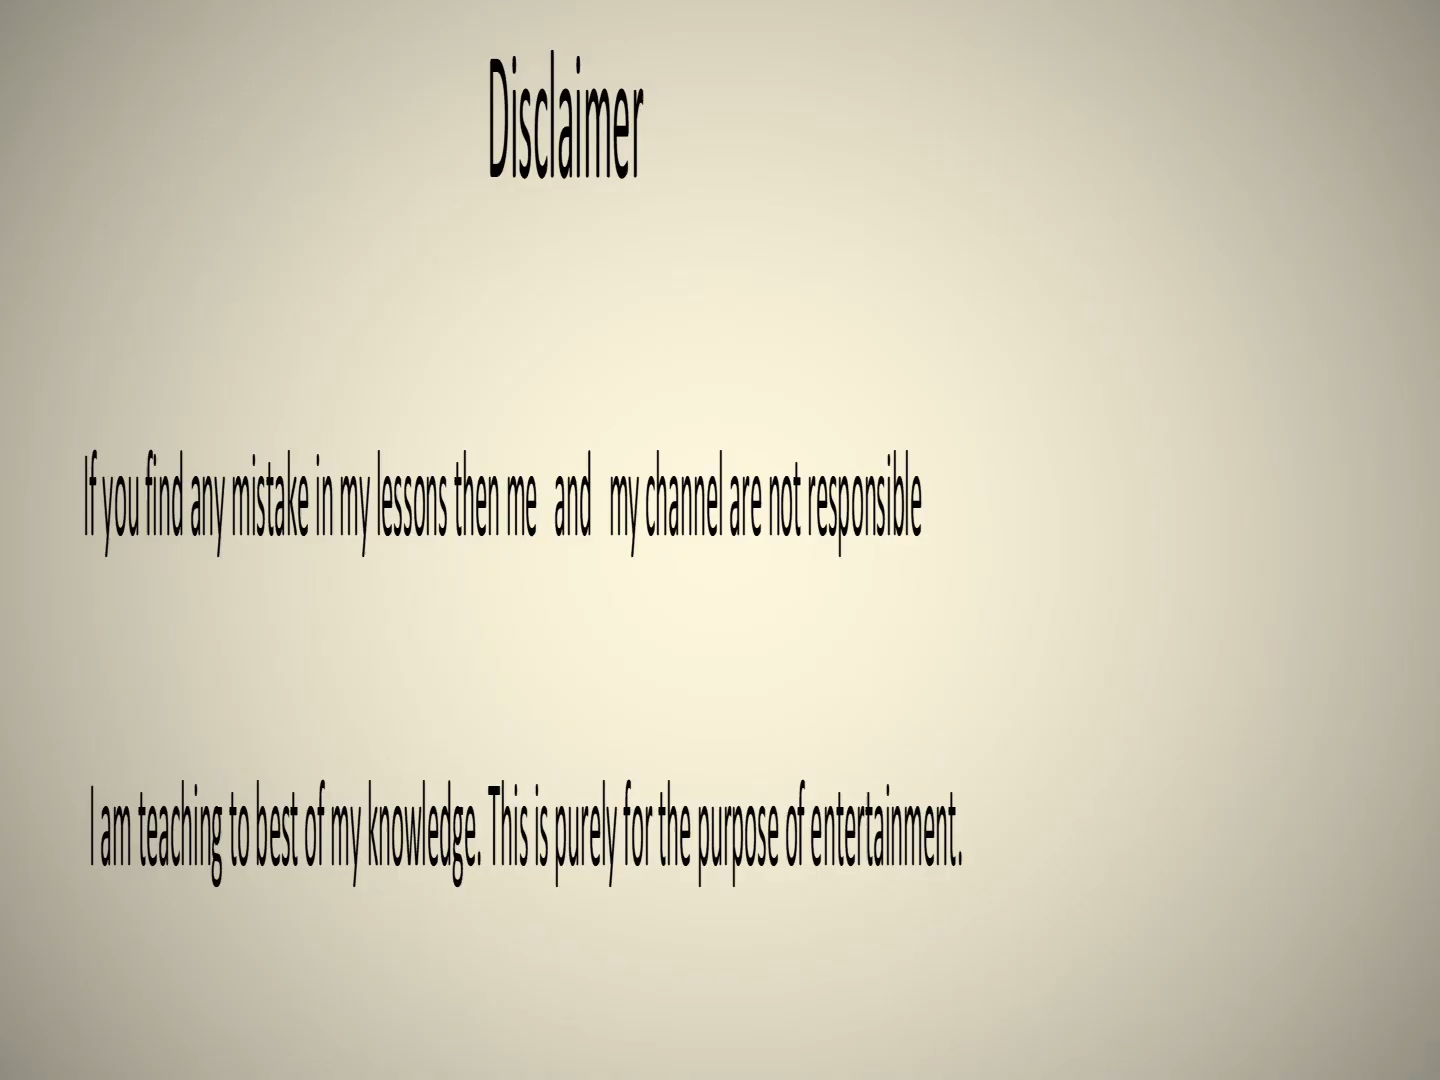 Disclaimer
If you find any mistake in my lessons then me and my channel are not responsible
I am teaching to best of my knowledge. This is purely for the purpose of entertainment.